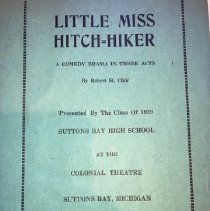 LITTLE MISS
HITCH-HIKER
A COMEDY DRAMA IN THREE ACTS
By Robert St. Clair
Presented By The Class Of 1939
SUTTONS BAY HIGH SCHOOL
AT THE
COLONIAL THEATRE
SUTTONS BAY, MICHIGAN